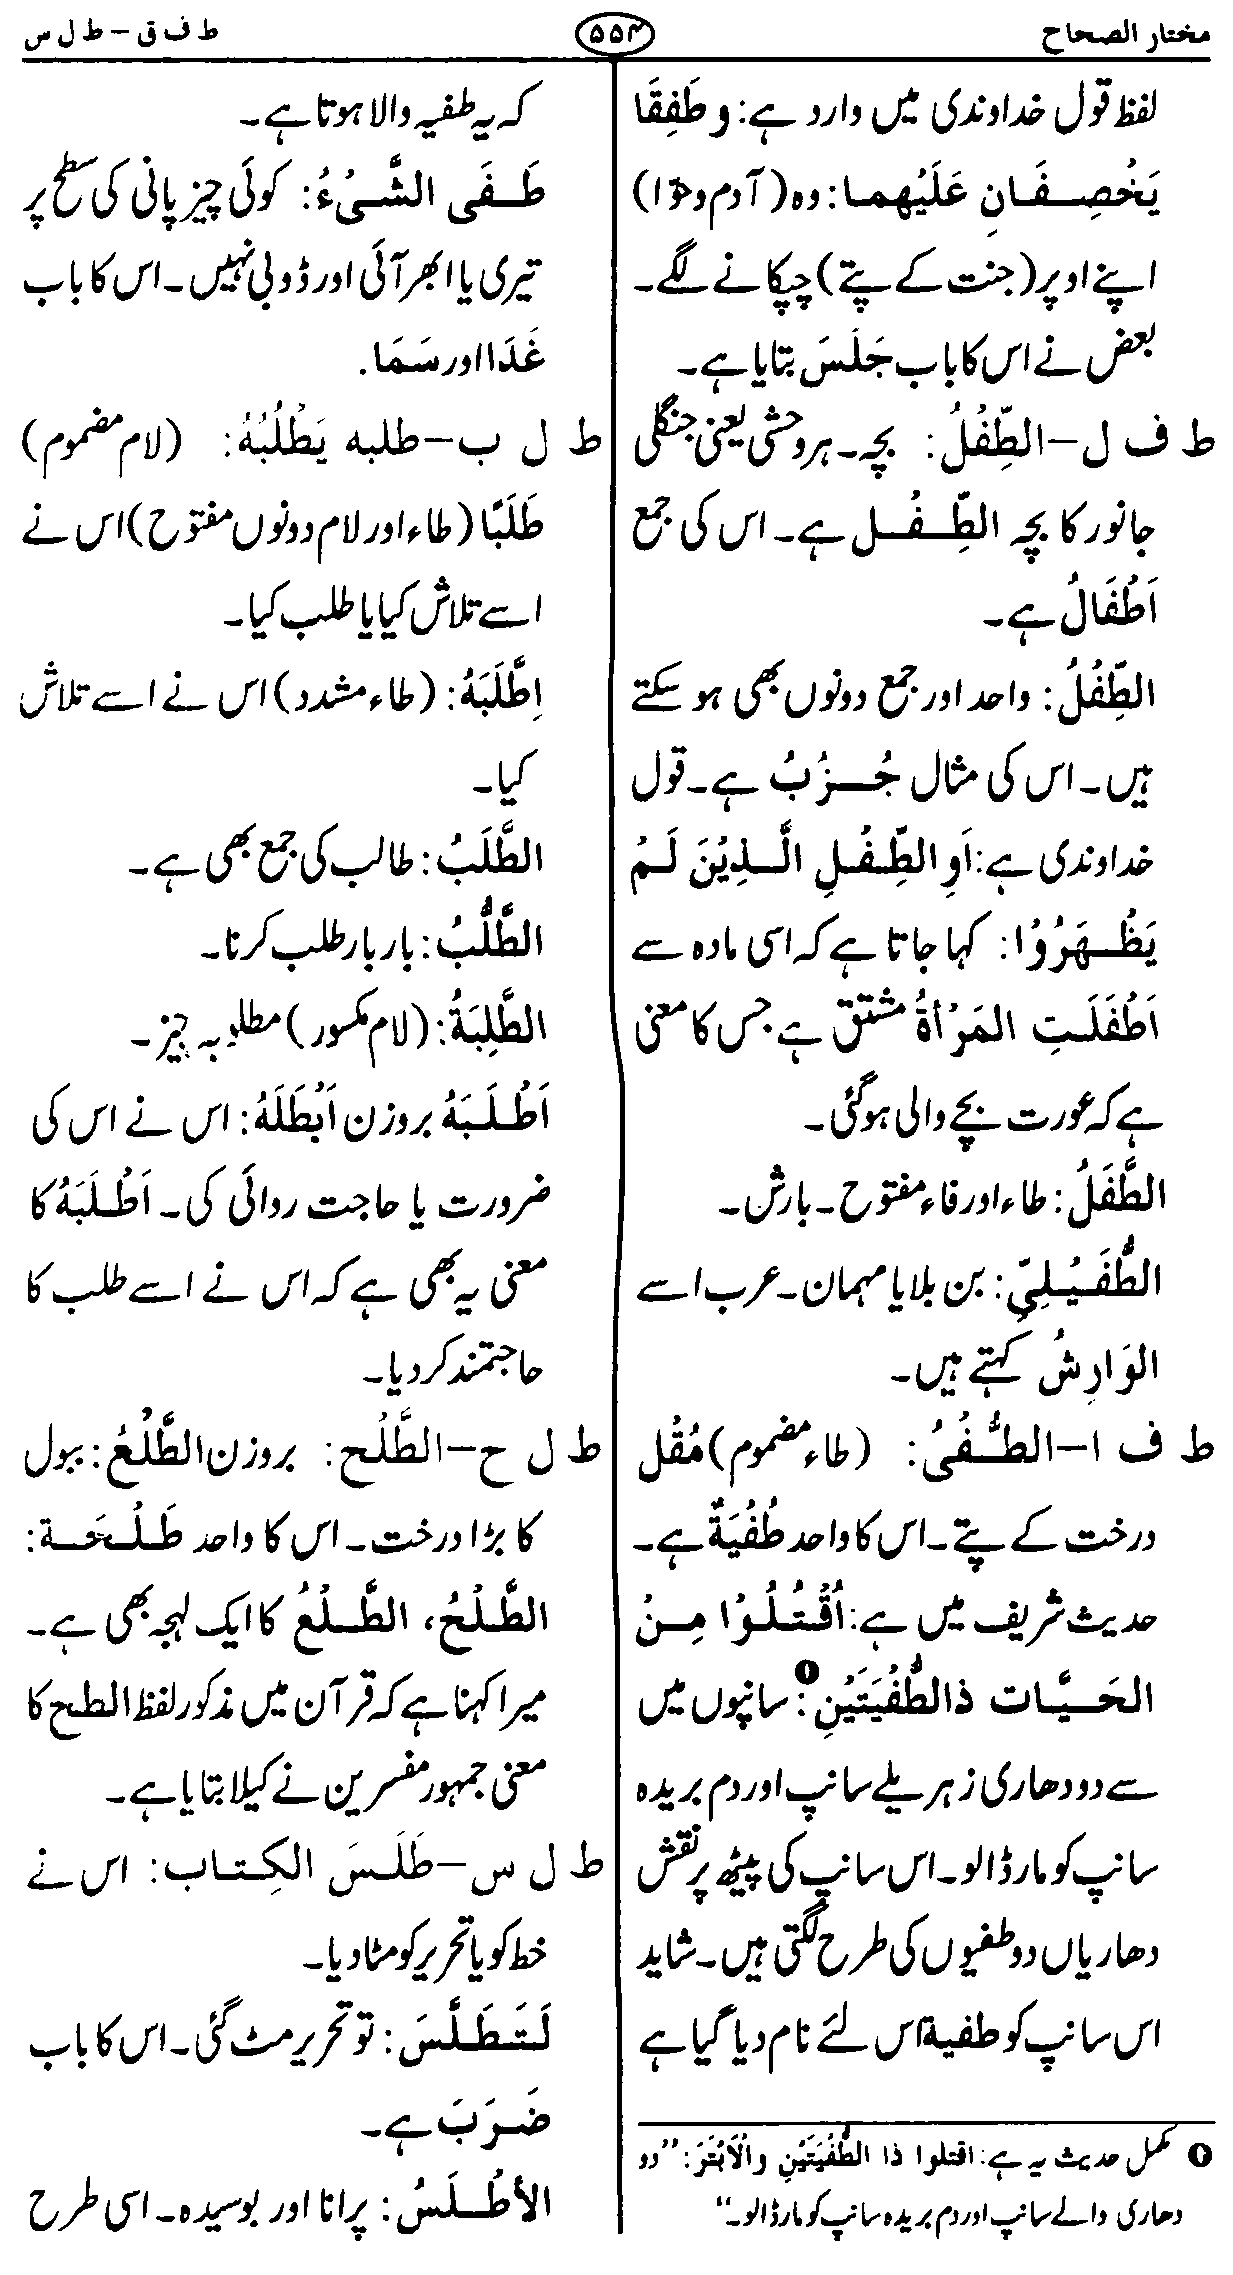 مختار الصحاح
۵۵۴
ط ف ق – ط ل س
لفظ قول خداوندی میں وارد ہے: وطَفِقَا
يَخْصِفَانِ عَلَيْهِما: وہ (آدم وحوّا)
اپنے اوپر (جنت کے پتے) چپکانے لگے۔
بعض نے اس کا باب جَلَسَ بتایا ہے۔
ط ف ل – الطِّفْلُ: بچہ۔ ہر وحشی یعنی جنگلی
جانور کا بچہ الطِّفْل ہے۔ اس کی جمع
اَطْفَالُ ہے۔
الطِّفْلُ: واحد اور جمع دونوں بھی ہو سکتے
ہیں۔ اس کی مثال جُزْبُ ہے۔ قول
خداوندی ہے: اَوِ الطِّفْلِ الَّذِيْنَ لَمْ
يَظْهَرُوْا: کہا جاتا ہے کہ اسی مادہ سے
اَطْفَلَتِ المَرْأةُ مشتق ہے جس کا معنی
ہے کہ عورت بچے والی ہوگئی۔
الطَّفَلُ: طاء اور فاء مفتوح۔ بارش۔
الطُّفَيْلِيّ: بن بلایا مہمان۔ عرب اسے
الوَارِشُ کہتے ہیں۔
ط ف ا – الطُّفْىُ: (طاء مضموم) مُقْل
درخت کے پتے۔ اس کا واحد طُفْيَةٌ ہے۔
حدیث شریف میں ہے: اُقْتُلُوْا مِنْ
الحَيَّات ذالطُّفْيَتَيْنِ❶: سانپوں میں
سے دو دھاری زہریلے سانپ اور دم بریدہ
سانپ کو مار ڈالو۔ اس سانپ کی پیٹھ پر نقش
دھاریاں دو طفیوں کی طرح لگتی ہیں۔ شاید
اس سانپ کو طفیة اس لئے نام دیا گیا ہے
❶ مکمل حدیث یہ ہے: اقتلوا ذا الطُّفْيَتَيْنِ والْاَبْتَرَ: "دو
دھاری والے سانپ اور دم بریدہ سانپ کو مار ڈالو۔"
کہ یہ طفیہ والا ہوتا ہے۔
طَفَى الشَّىْءُ: کوئی چیز پانی کی سطح پر
تیری یا ابھر آئی اور ڈوبی نہیں۔ اس کا باب
غَدَا اور سَمَا.
ط ل ب – طلبه يَطْلُبُهُ: (لام مضموم)
طَلَبًا (طاء اور لام دونوں مفتوح) اس نے
اسے تلاش کیا یا طلب کیا۔
اِطَّلَبَهُ: (طاء مشدد) اس نے اسے تلاش
کیا۔
الطَّلَبُ: طالب کی جمع بھی ہے۔
الطَّلُّبُ: بار بار طلب کرنا۔
الطَّلِبَةُ: (لام مکسور) مطلوبہ چیز۔
اَطْلَبَهُ بروزن اَبْطَلَهُ: اس نے اس کی
ضرورت یا حاجت روائی کی۔ اَطْلَبَهُ کا
معنی یہ بھی ہے کہ اس نے اسے طلب کا
حاجتمند کر دیا۔
ط ل ح – الطَّلْح: بروزن الطَّلْعُ: ببول
کا بڑا درخت۔ اس کا واحد طَلْحَة:
الطَّلْحُ، الطَّلْعُ کا ایک لہجہ بھی ہے۔
میرا کہنا ہے کہ قرآن میں مذکور لفظ الطح کا
معنی جمہور مفسرین نے کیلا بتایا ہے۔
ط ل س – طَلَسَ الكِتاب: اس نے
خط کو یا تحریر کو مٹا دیا۔
لَتَطَلَّسَ: تو تحریر مٹ گئی۔ اس کا باب
ضَرَبَ ہے۔
الأطْلَسُ: پرانا اور بوسیدہ۔ اسی طرح